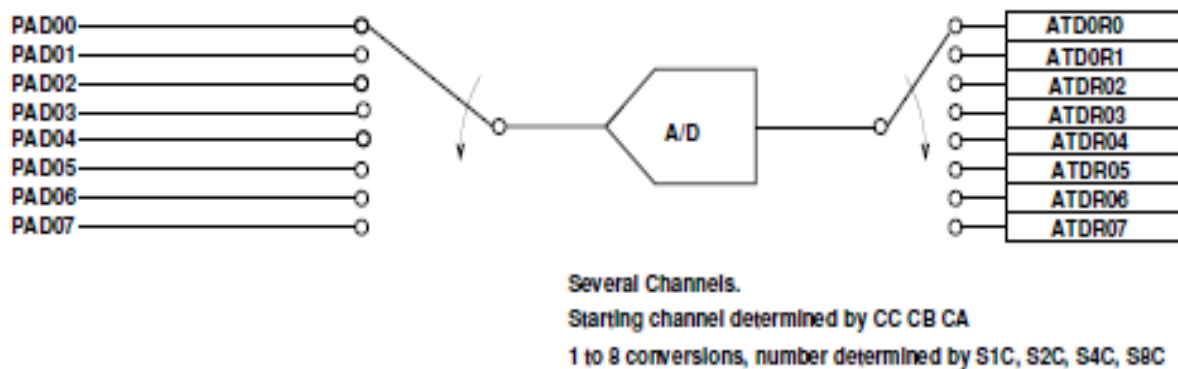 PAD00
PAD01
PAD02
PAD03
PAD04
PAD05
PAD06
PAD07
A/D
ATD0R0
ATD0R1
ATDR02
ATDR03
ATDR04
ATDR05
ATDR06
ATDR07
Several Channels.
Starting channel determined by CC CB CA
1 to 8 conversions, number determined by S1C, S2C, S4C, S8C